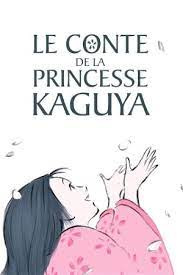 LE CONTE
DE LA
PRINCESSE
KAGUYA